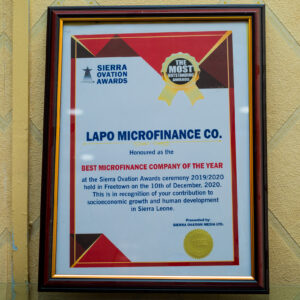 SIERRA
OVATION
AWARDS
THE
MOST
OUTSTANDING
AWARDS
LAPO MICROFINANCE CO.
Honoured as the
BEST MICROFINANCE COMPANY OF THE YEAR
at the Sierra Ovation Awards ceremony 2019/2020
held in Freetown on the 10th of December, 2020.
This is in recognition of your contribution to
socioeconomic growth and human development
in Sierra Leone.
Presented by:
SIERRA OVATION MEDIA LTD.